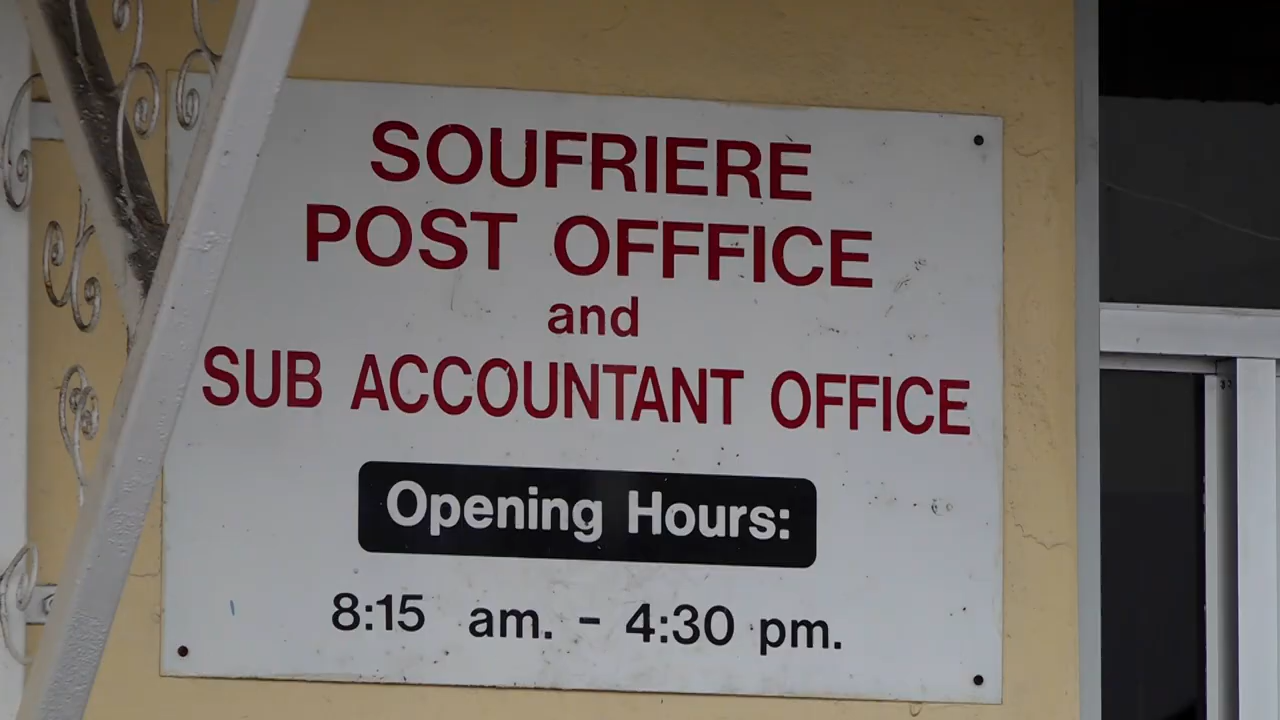 SOUFRIERE
POST OFFFICE
and
SUB ACCOUNTANT OFFICE
Opening Hours:
8:15 am. - 4:30 pm.